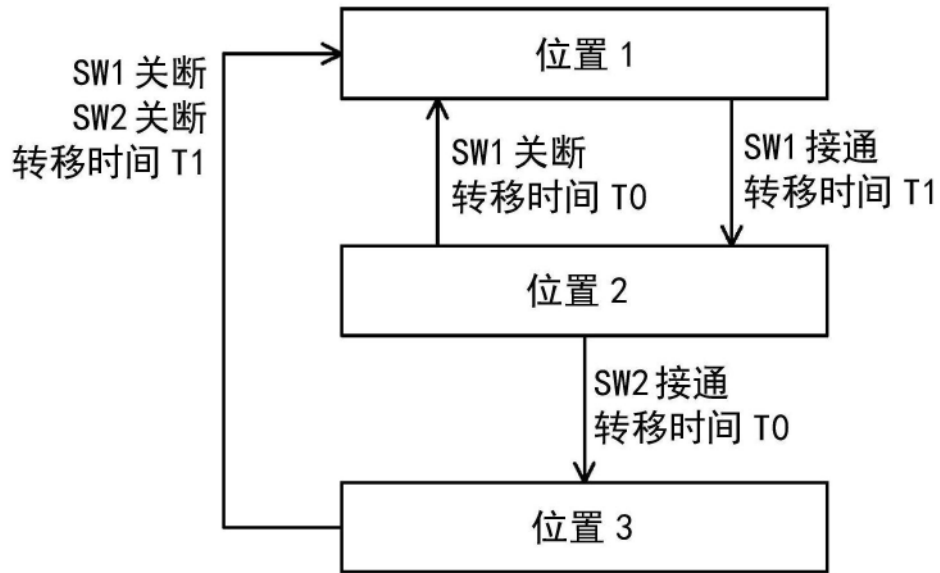 位置 1
SW1 关断
SW2 关断
转移时间 T1
SW1 关断
转移时间 T0
SW1 接通
转移时间 T1
位置 2
SW2 接通
转移时间 T0
位置 3